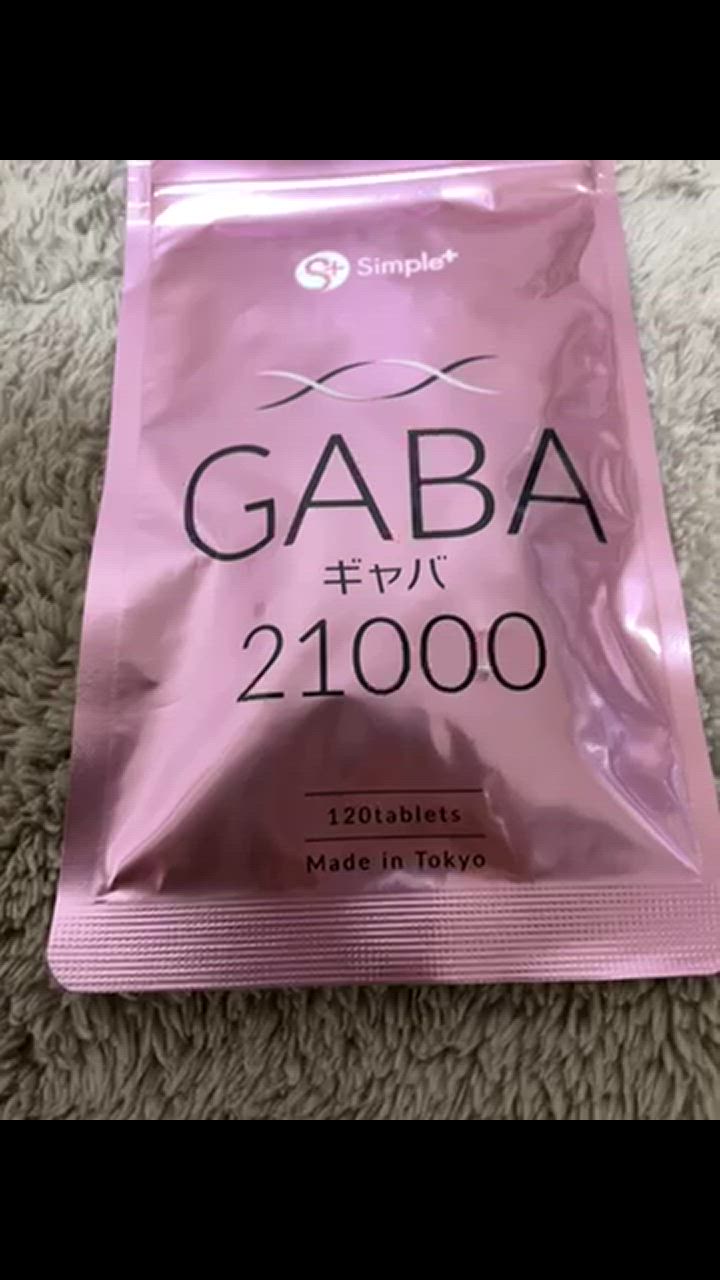 S+ Simple+
GABA
ギャバ
21000
120tablets
Made in Tokyo